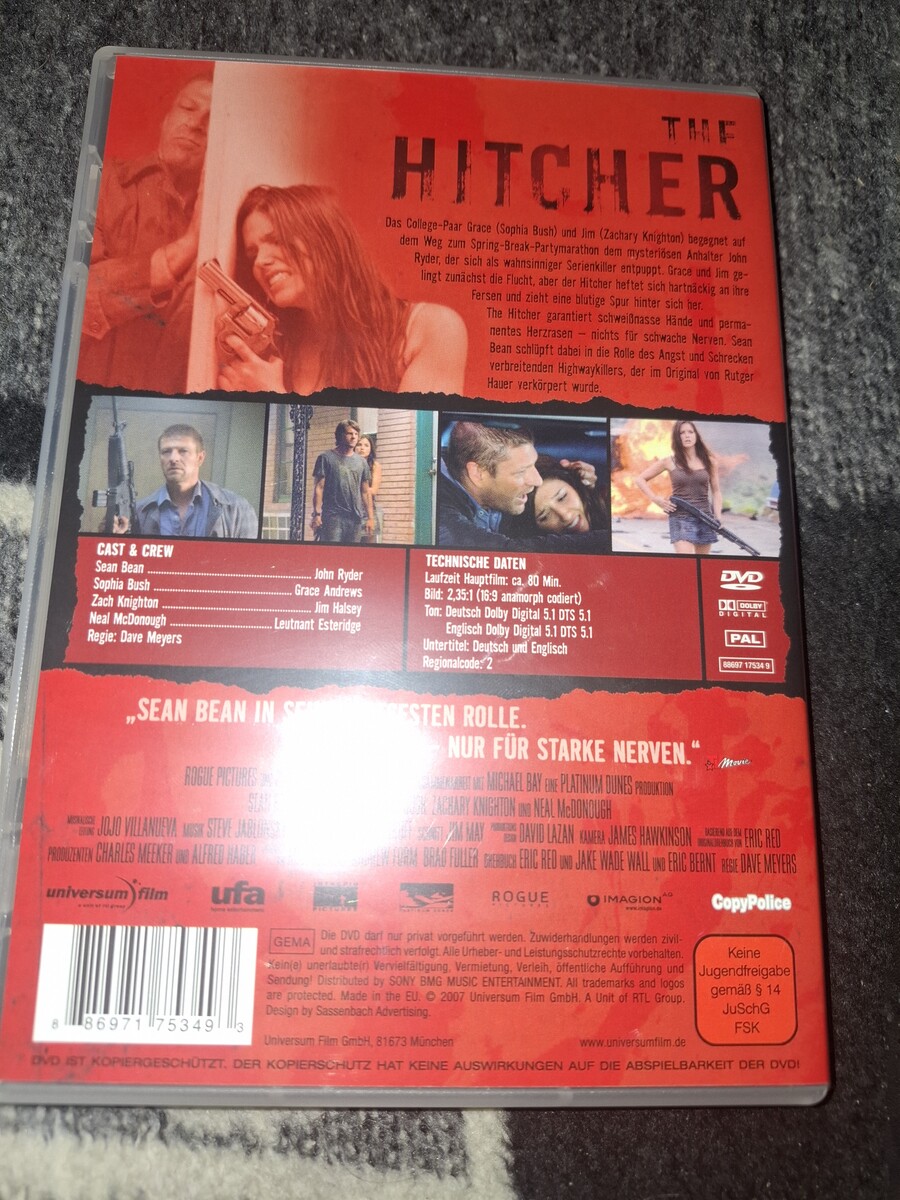 THE
HITCHER
Das College-Paar Grace (Sophia Bush) und Jim (Zachary Knighton) begegnet auf
dem Weg zum Spring-Break-Partymarathon dem mysteriösen Anhalter John
Ryder, der sich als wahnsinniger Serienkiller entpuppt. Grace und Jim ge-
lingt zunächst die Flucht, aber der Hitcher heftet sich hartnäckig an ihre
Fersen und zieht eine blutige Spur hinter sich her.
The Hitcher garantiert schweißnasse Hände und perma-
nentes Herzrasen – nichts für schwache Nerven. Sean
Bean schlüpft dabei in die Rolle des Angst und Schrecken
verbreitenden Highwaykillers, der im Original von Rutger
Hauer verkörpert wurde.
CAST & CREW
Sean Bean ... John Ryder
Sophia Bush ... Grace Andrews
Zach Knighton ... Jim Halsey
Neal McDonough ... Leutnant Esteridge
Regie: Dave Meyers
TECHNISCHE DATEN
Laufzeit Hauptfilm: ca. 80 Min.
Bild: 2,35:1 (16:9 anamorph codiert)
Ton: Deutsch Dolby Digital 5.1 DTS 5.1
Englisch Dolby Digital 5.1 DTS 5.1
Untertitel: Deutsch und Englisch
Regionalcode: 2
DVD
DOLBY
DIGITAL
PAL
88697 17534 9
„SEAN BEAN IN ROLLE.
NUR FÜR STARKE NERVEN.“ Movie
ROGUE PICTURES MIT MICHAEL BAY EINE PLATINUM DUNES PRODUKTION
ZACHARY KNIGHTON UND NEAL McDONOUGH
MUSIKALISCHE LEITUNG JOJO VILLANUEVA MUSIK STEVE SCHNITT JIM MAY PRODUCTIONS DESIGN DAVID LAZAN KAMERA JAMES HAWKINSON BASIEREND AUF DEM ORIGINALDREHBUCH VON ERIC RED
PRODUZENTEN CHARLES MEEKER UND ALFRED HABER FORM BRAD FULLER DREHBUCH ERIC RED UND JAKE WADE WALL UND ERIC BERNT REGIE DAVE MEYERS
universum film
ufa
PICTURES
ROGUE
PICTURES
IMAGION AG
CopyPolice
GEMA
Die DVD darf nur privat vorgeführt werden. Zuwiderhandlungen werden zivil-
und strafrechtlich verfolgt. Alle Urheber- und Leistungsschutzrechte vorbehalten.
Kein(e) unerlaubte(r) Vervielfältigung, Vermietung, Verleih, öffentliche Aufführung und
Sendung! Distributed by SONY BMG MUSIC ENTERTAINMENT. All trademarks and logos
are protected. Made in the EU. © 2007 Universum Film GmbH. A Unit of RTL Group.
Design by Sassenbach Advertising.
Universum Film GmbH, 81673 München
www.universumfilm.de
Keine
Jugendfreigabe
gemäß § 14
JuSchG
FSK
8 86971 75349 3
DVD IST KOPIERGESCHÜTZT. DER KOPIERSCHUTZ HAT KEINE AUSWIRKUNGEN AUF DIE ABSPIELBARKEIT DER DVD!